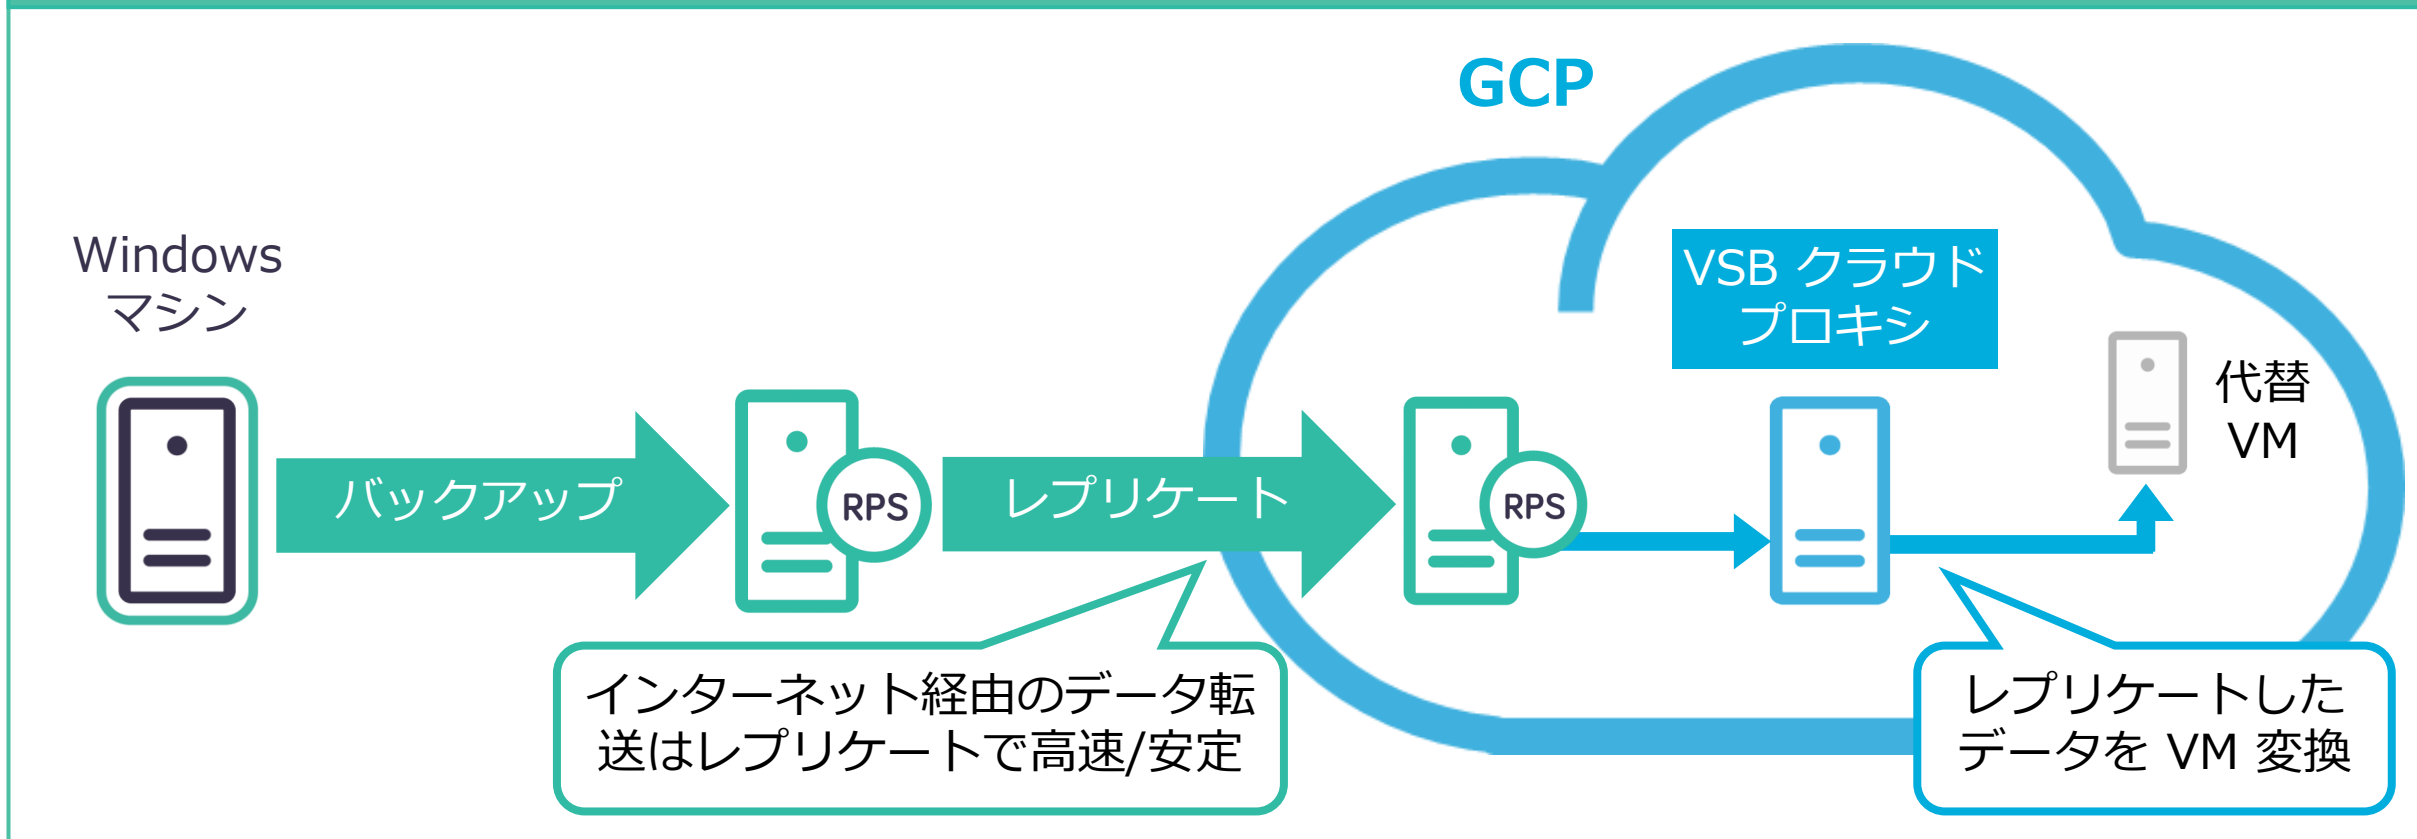 GCP
Windows
マシン
VSB クラウド
プロキシ
代替
VM
バックアップ
RPS
レプリケート
RPS
インターネット経由のデータ転
送はレプリケートで高速/安定
レプリケートした
データを VM 変換